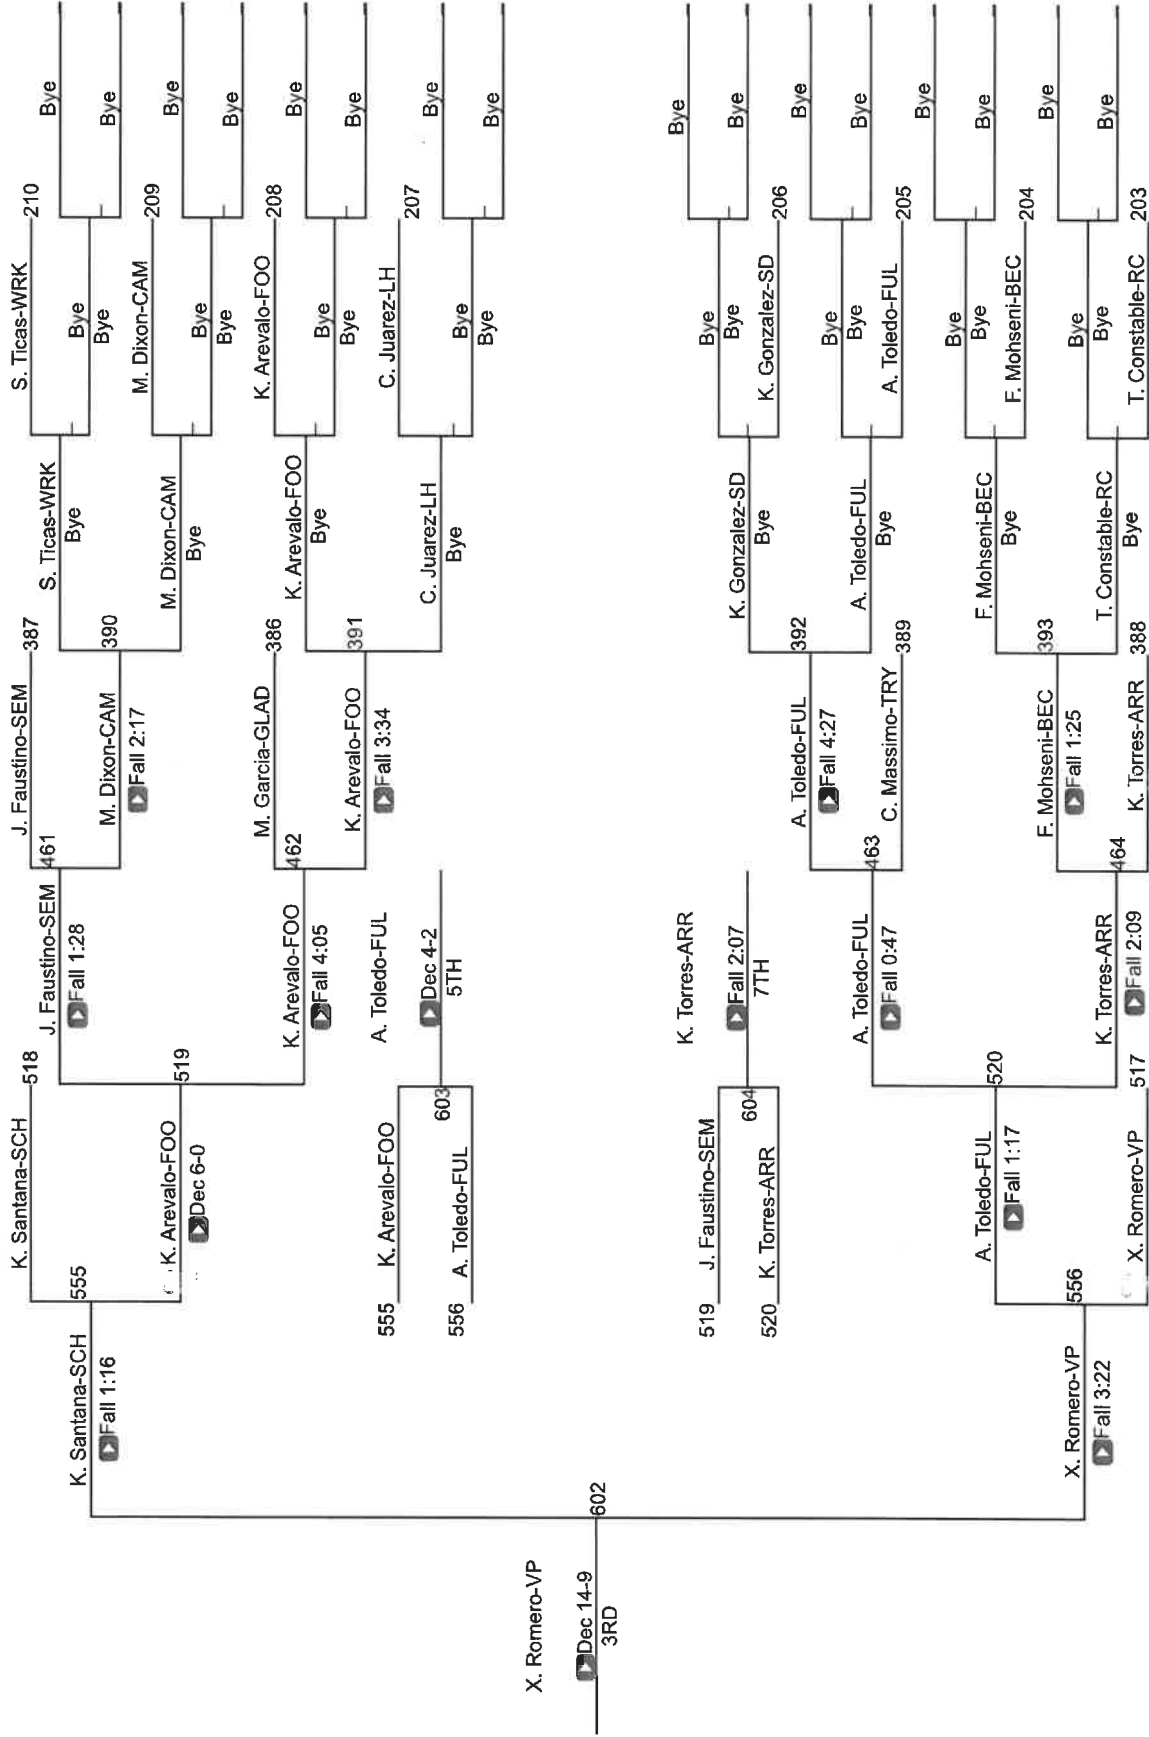 K. Santana-SCH 518 J. Faustino-SEM 387 S. Ticas-WRK 210
J. Faustino-SEM 461 S. Ticas-WRK Bye
K. Santana-SCH 555 Fall 1:28 Bye Bye
Fall 1:16 M. Dixon-CAM 390 Bye Bye
Fall 2:17 M. Dixon-CAM 209
K. Arevalo-FOO 519 M. Dixon-CAM Bye
Dec 6-0 Bye Bye
Bye Bye
M. Garcia-GLAD 386 K. Arevalo-FOO 208
K. Arevalo-FOO 462 K. Arevalo-FOO Bye
Fall 4:05 Bye Bye
K. Arevalo-FOO 391 Bye Bye
555 K. Arevalo-FOO A. Toledo-FUL Fall 3:34 C. Juarez-LH 207
Dec 4-2 C. Juarez-LH Bye
556 A. Toledo-FUL 603 5TH Bye Bye
Bye Bye
X. Romero-VP
Dec 14-9 602
3RD
K. Torres-ARR Bye
519 J. Faustino-SEM Bye
Fall 2:07 K. Gonzalez-SD Bye Bye
520 K. Torres-ARR 604 7TH Bye K. Gonzalez-SD 206
A. Toledo-FUL 392 Bye
Fall 4:27 Bye
A. Toledo-FUL 463 A. Toledo-FUL Bye Bye
Fall 0:47 C. Massimo-TRY 389 Bye A. Toledo-FUL 205
Bye
Bye
A. Toledo-FUL 520 F. Mohseni-BEC Bye Bye
Fall 1:17 Bye F. Mohseni-BEC 204
F. Mohseni-BEC 393 Bye
X. Romero-VP 556 Fall 1:25 Bye
Fall 3:22 K. Torres-ARR 464 T. Constable-RC Bye Bye
X. Romero-VP 517 Fall 2:09 K. Torres-ARR 388 Bye T. Constable-RC 203